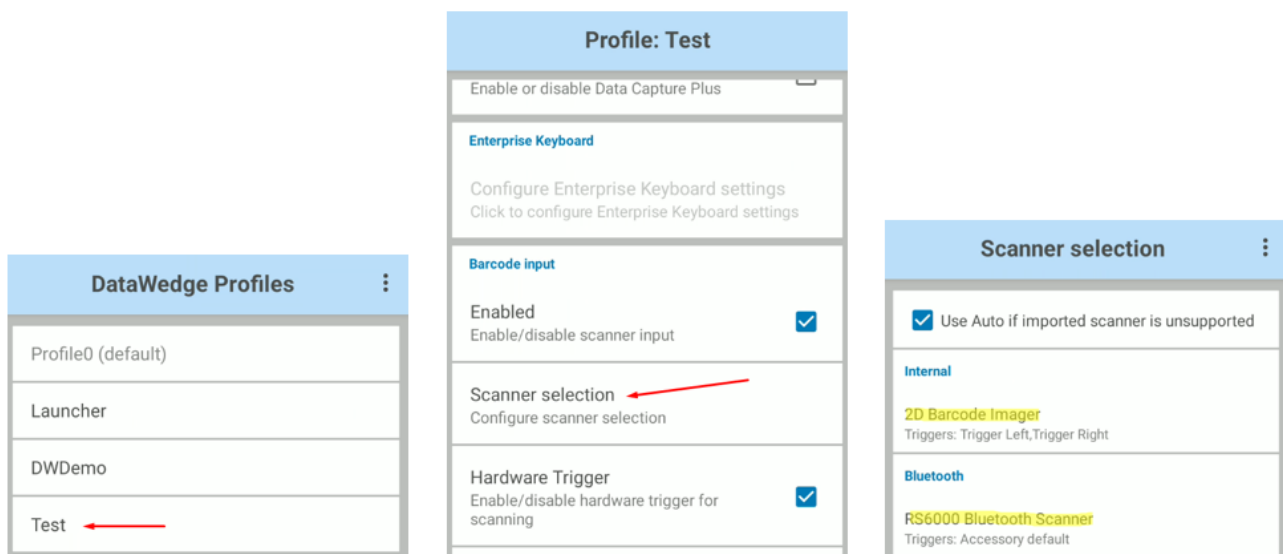 DataWedge Profiles
Profile0 (default)
Launcher
DWDemo
Test
Profile: Test
Enable or disable Data Capture Plus
Enterprise Keyboard
Configure Enterprise Keyboard settings
Click to configure Enterprise Keyboard settings
Barcode input
Enabled
Enable/disable scanner input
Scanner selection
Configure scanner selection
Hardware Trigger
Enable/disable hardware trigger for
scanning
Scanner selection
Use Auto if imported scanner is unsupported
Internal
2D Barcode Imager
Triggers: Trigger Left,Trigger Right
Bluetooth
RS6000 Bluetooth Scanner
Triggers: Accessory default